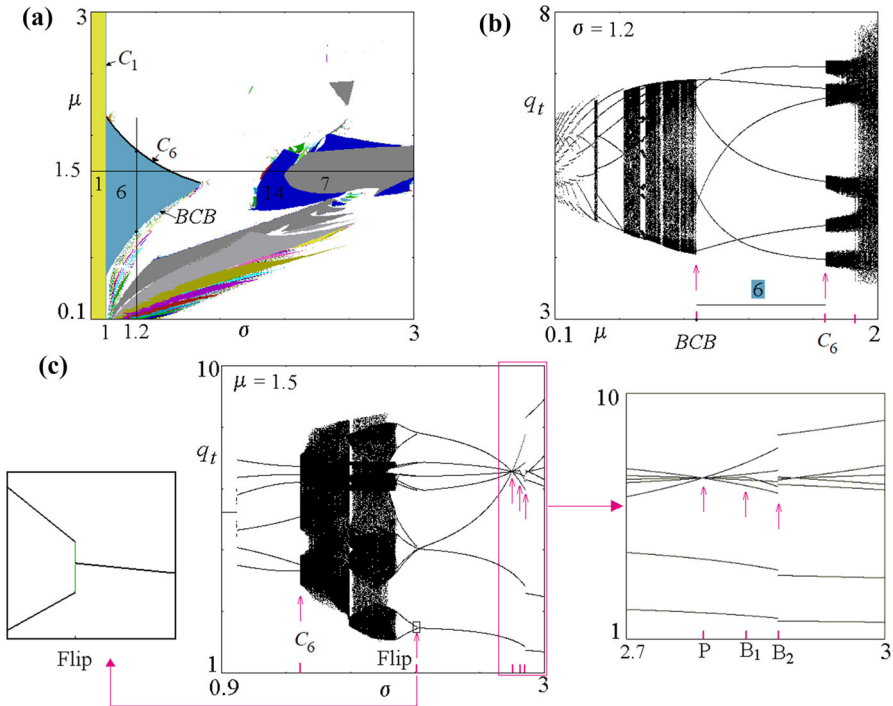 (a)
3
μ
C₁
C₆
1.5
1
6
14
7
BCB
0.1
1
1.2
σ
3
(b)
8
σ = 1.2
qₜ
6
3
0.1
μ
BCB
C₆
2
(c)
10
μ = 1.5
qₜ
C₆
Flip
1
0.9
σ
3
Flip
10
1
2.7
P
B₁
B₂
3